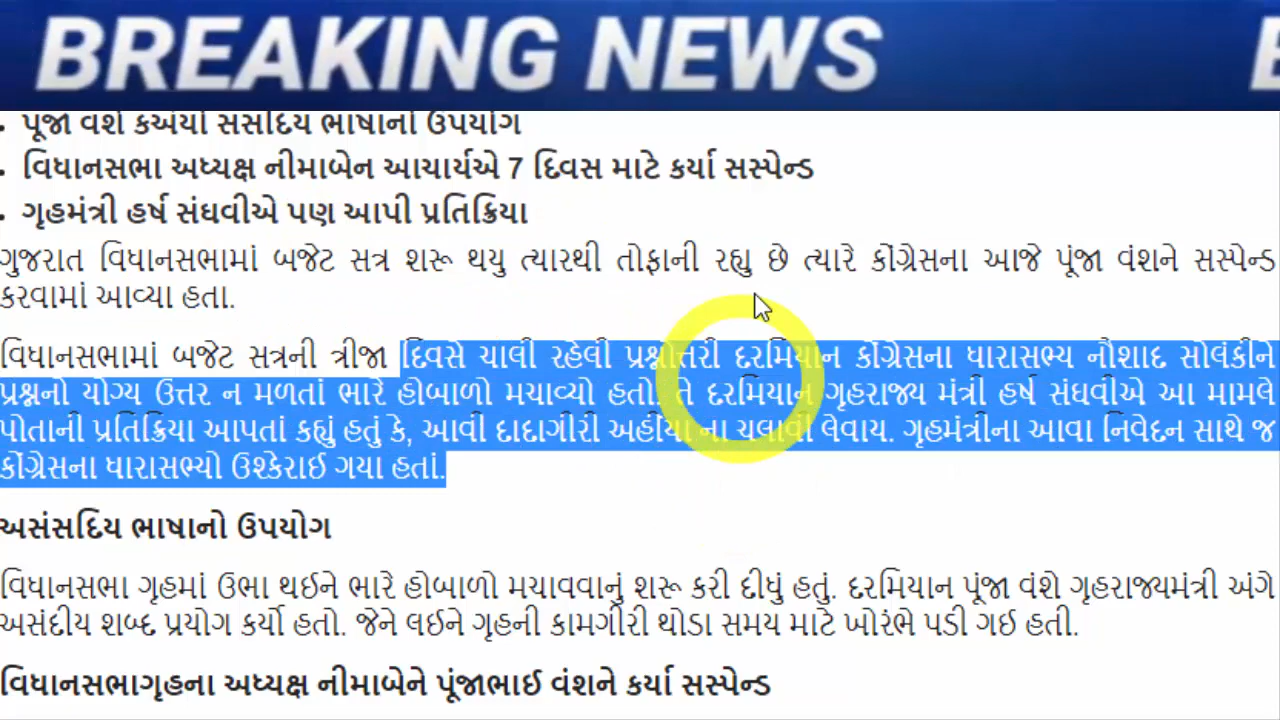 BREAKING NEWS
• પૂંજા વંશે કઅર્યો સંસદિય ભાષાનો ઉપયોગ
• વિધાનસભા અધ્યક્ષ નીમાબેન આચાર્યએ 7 દિવસ માટે કર્યા સસ્પેન્ડ
• ગૃહમંત્રી હર્ષ સંઘવીએ પણ આપી પ્રતિક્રિયા
ગુજરાત વિધાનસભામાં બજેટ સત્ર શરૂ થયુ ત્યારથી તોફાની રહ્યુ છે ત્યારે કોંગ્રેસના આજે પૂંજા વંશને સસ્પેન્ડ
કરવામાં આવ્યા હતા.
વિધાનસભામાં બજેટ સત્રની ત્રીજા દિવસે ચાલી રહેલી પ્રશ્નોત્તરી દરમિયાન કોંગ્રેસના ધારાસભ્ય નૌશાદ સોલંકીને
પ્રશ્નનો યોગ્ય ઉત્તર ન મળતાં ભારે હોબાળો મચાવ્યો હતો. તે દરમિયાન ગૃહરાજ્ય મંત્રી હર્ષ સંઘવીએ આ મામલે
પોતાની પ્રતિક્રિયા આપતાં કહ્યું હતું કે, આવી દાદાગીરી અહીંયા ના ચલાવી લેવાય. ગૃહમંત્રીના આવા નિવેદન સાથે જ
કોંગ્રેસના ધારાસભ્યો ઉશ્કેરાઈ ગયા હતાં.
અસંસદિય ભાષાનો ઉપયોગ
વિધાનસભા ગૃહમાં ઉભા થઈને ભારે હોબાળો મચાવવાનું શરૂ કરી દીધું હતું. દરમિયાન પૂંજા વંશે ગૃહરાજ્યમંત્રી અંગે
અસંદીય શબ્દ પ્રયોગ કર્યો હતો. જેને લઈને ગૃહની કામગીરી થોડા સમય માટે ખોરંભે પડી ગઈ હતી.
વિધાનસભાગૃહના અધ્યક્ષ નીમાબેને પૂંજાભાઈ વંશને કર્યા સસ્પેન્ડ